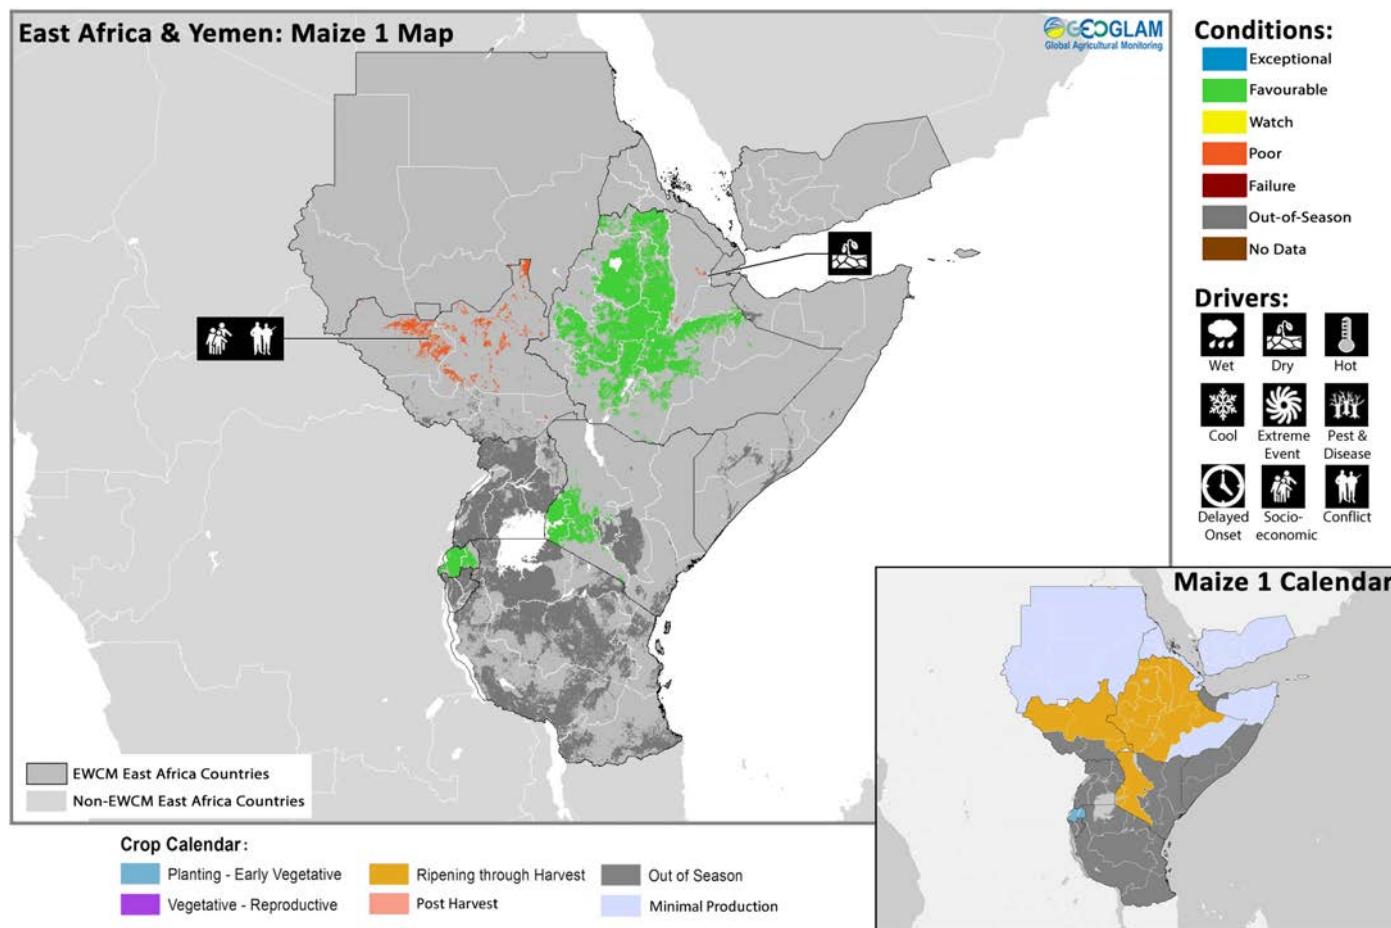 East Africa & Yemen: Maize 1 Map
GEOGLAM
Global Agricultural Monitoring
Conditions:
Exceptional
Favourable
Watch
Poor
Failure
Out-of-Season
No Data
Drivers:
Wet
Dry
Hot
Cool
Extreme
Event
Pest &
Disease
Delayed
Onset
Socio-
economic
Conflict
EWCM East Africa Countries
Non-EWCM East Africa Countries
Maize 1 Calendar
Crop Calendar:
Planting - Early Vegetative
Ripening through Harvest
Out of Season
Vegetative - Reproductive
Post Harvest
Minimal Production